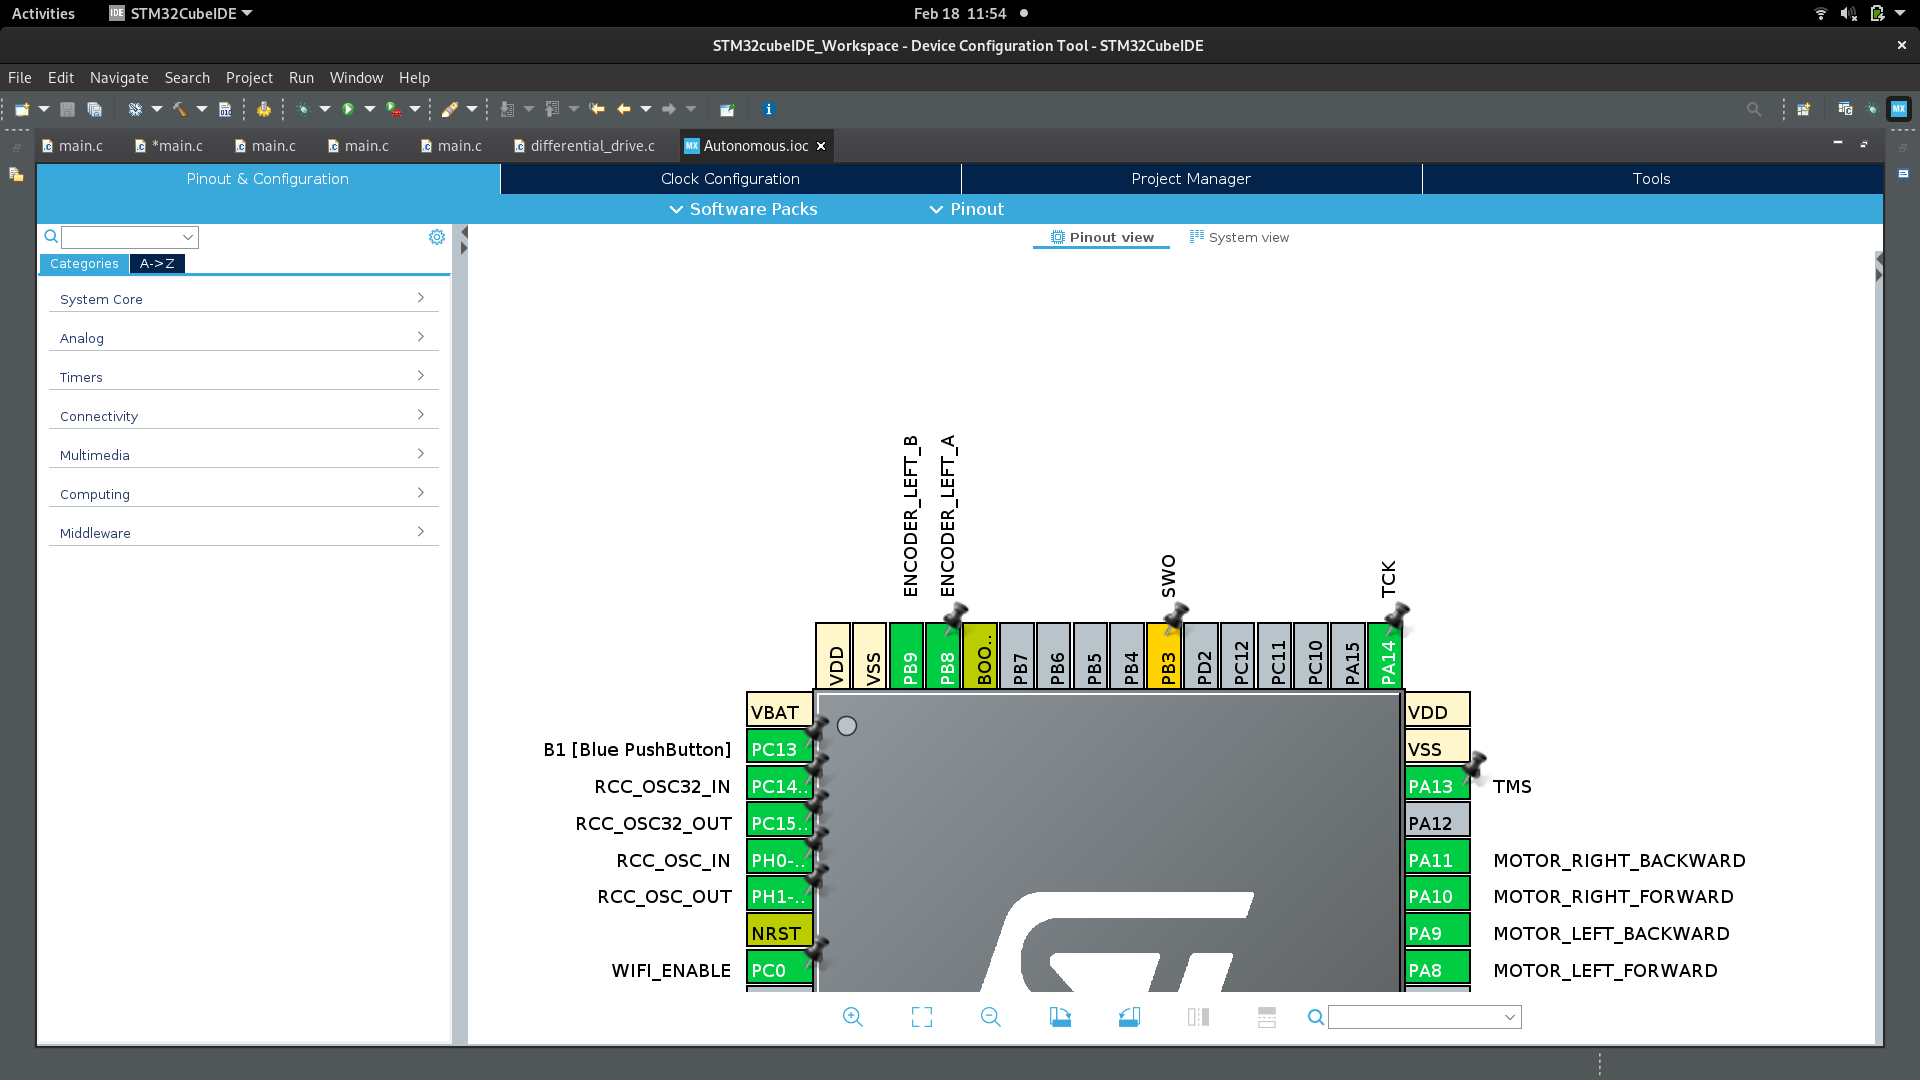 Activities
STM32CubeIDE
Feb 18 11:54
STM32cubeIDE_Workspace - Device Configuration Tool - STM32CubeIDE
File Edit Navigate Search Project Run Window Help
main.c *main.c main.c main.c main.c differential_drive.c Autonomous.ioc
Pinout & Configuration
Clock Configuration
Project Manager
Tools
Software Packs
Pinout
Pinout view
System view
Categories
A->Z
System Core
Analog
Timers
Connectivity
Multimedia
Computing
Middleware
ENCODER_LEFT_B
ENCODER_LEFT_A
SWO
TCK
VDD
VSS
PB9
PB8
BOO..
PB7
PB6
PB5
PB4
PB3
PD2
PC12
PC11
PC10
PA15
PA14
VBAT
B1 [Blue PushButton] PC13
RCC_OSC32_IN PC14..
RCC_OSC32_OUT PC15..
RCC_OSC_IN PH0-..
RCC_OSC_OUT PH1-..
NRST
WIFI_ENABLE PC0
VDD
VSS
PA13 TMS
PA12
PA11 MOTOR_RIGHT_BACKWARD
PA10 MOTOR_RIGHT_FORWARD
PA9 MOTOR_LEFT_BACKWARD
PA8 MOTOR_LEFT_FORWARD